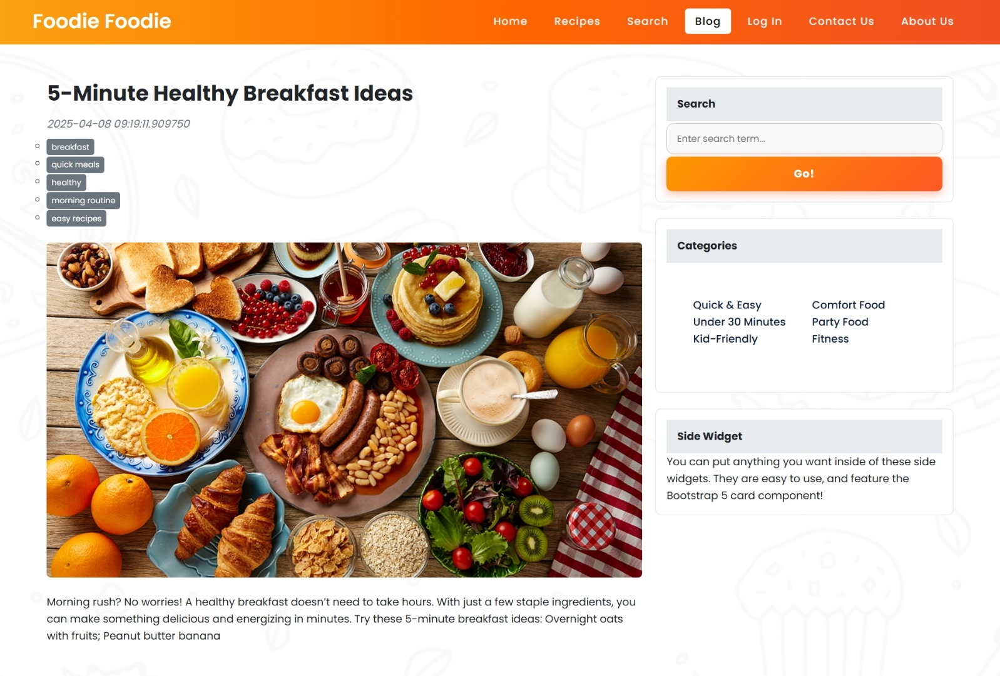 Foodie Foodie
Home Recipes Search Blog Log In Contact Us About Us
5-Minute Healthy Breakfast Ideas
2025-04-08 09:19:11.909750
breakfast
quick meals
healthy
morning routine
easy recipes
Morning rush? No worries! A healthy breakfast doesn’t need to take hours. With just a few staple ingredients, you
can make something delicious and energizing in minutes. Try these 5-minute breakfast ideas: Overnight oats
with fruits; Peanut butter banana
Search
Enter search term...
Go!
Categories
Quick & Easy
Under 30 Minutes
Kid-Friendly
Comfort Food
Party Food
Fitness
Side Widget
You can put anything you want inside of these side
widgets. They are easy to use, and feature the
Bootstrap 5 card component!